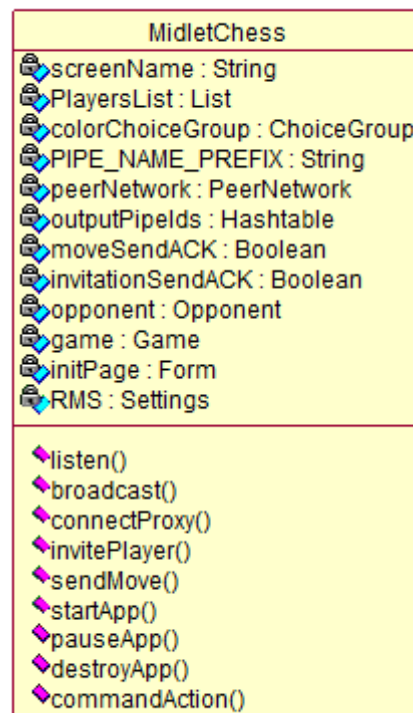 MidletChess
screenName : String
PlayersList : List
colorChoiceGroup : ChoiceGroup
PIPE_NAME_PREFIX : String
peerNetwork : PeerNetwork
outputPipeIds : Hashtable
moveSendACK : Boolean
invitationSendACK : Boolean
opponent : Opponent
game : Game
initPage : Form
RMS : Settings
listen()
broadcast()
connectProxy()
invitePlayer()
sendMove()
startApp()
pauseApp()
destroyApp()
commandAction()